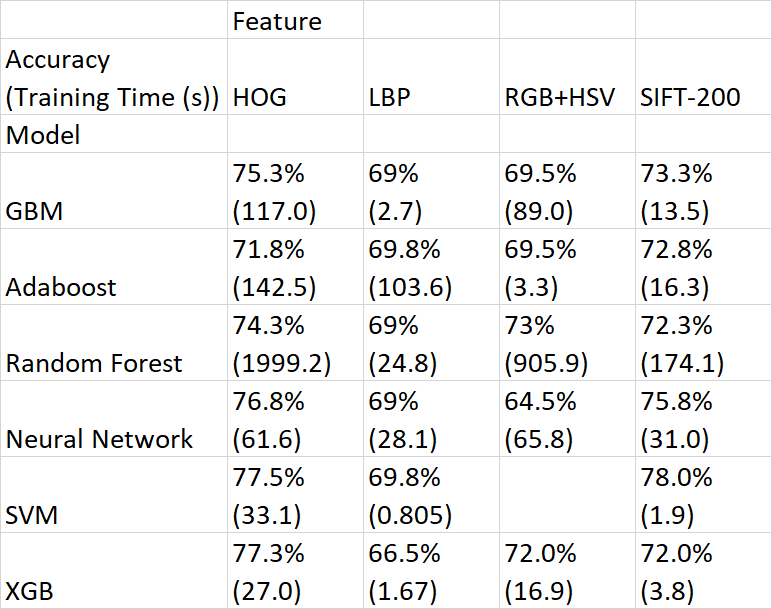 Feature
Accuracy
(Training Time (s)) HOG LBP RGB+HSV SIFT-200
Model
75.3% 69% 69.5% 73.3%
GBM (117.0) (2.7) (89.0) (13.5)
71.8% 69.8% 69.5% 72.8%
Adaboost (142.5) (103.6) (3.3) (16.3)
74.3% 69% 73% 72.3%
Random Forest (1999.2) (24.8) (905.9) (174.1)
76.8% 69% 64.5% 75.8%
Neural Network (61.6) (28.1) (65.8) (31.0)
77.5% 69.8% 78.0%
SVM (33.1) (0.805) (1.9)
77.3% 66.5% 72.0% 72.0%
XGB (27.0) (1.67) (16.9) (3.8)